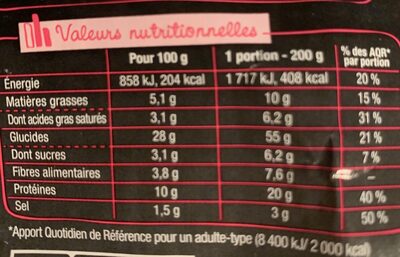 Valeurs nutritionnelles
Pour 100 g 1 portion - 200 g % des AQR* par portion
Énergie 858 kJ, 204 kcal 1 717 kJ, 408 kcal 20 %
Matières grasses 5,1 g 10 g 15 %
Dont acides gras saturés 3,1 g 6,2 g 31 %
Glucides 28 g 55 g 21 %
Dont sucres 3,1 g 6,2 g 7 %
Fibres alimentaires 3,8 g 7,6 g –
Protéines 10 g 20 g 40 %
Sel 1,5 g 3 g 50 %
*Apport Quotidien de Référence pour un adulte-type (8 400 kJ/ 2 000 kcal)